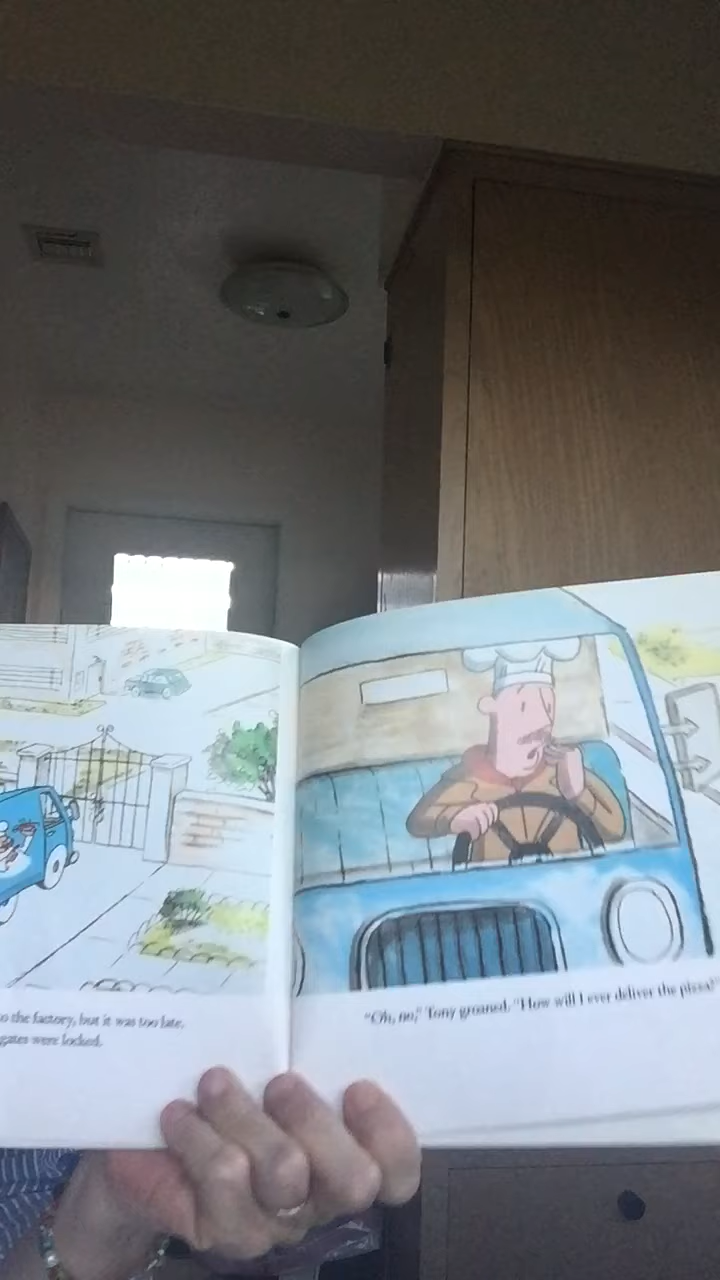 o the factory, but it was too late.
gates were locked.
"Oh, no," Tony groaned. "How will I ever deliver the pizza?"